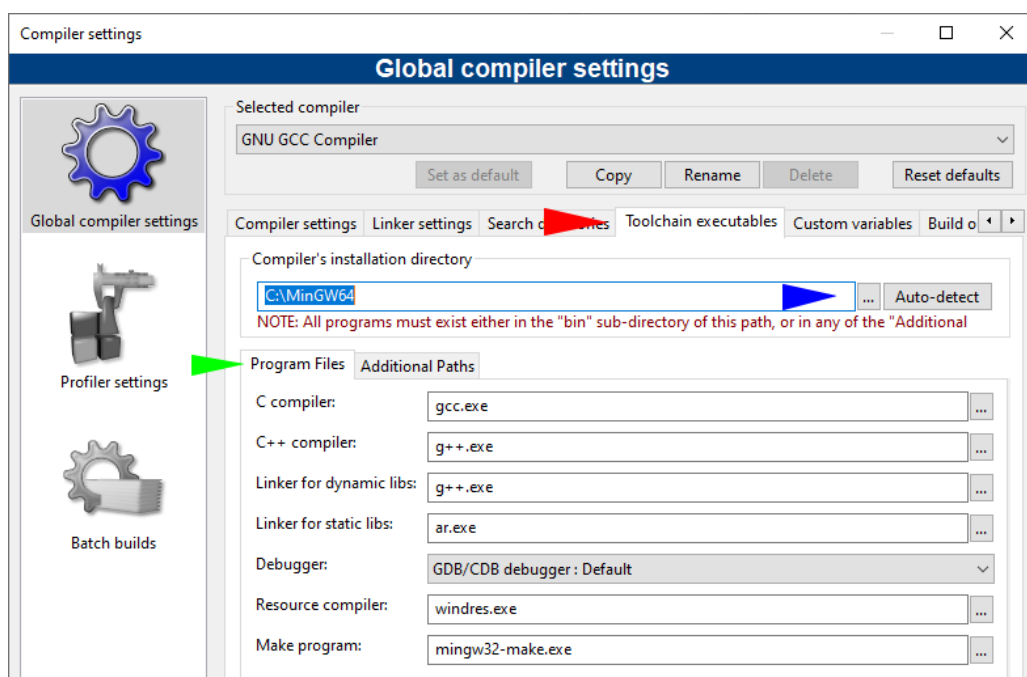 Compiler settings
Global compiler settings
Global compiler settings
Profiler settings
Batch builds
Selected compiler
GNU GCC Compiler
Set as default Copy Rename Delete Reset defaults
Compiler settings Linker settings Search Toolchain executables Custom variables Build o
Compiler's installation directory
C:\MinGW64 ... Auto-detect
NOTE: All programs must exist either in the "bin" sub-directory of this path, or in any of the "Additional
Program Files Additional Paths
C compiler: gcc.exe ...
C++ compiler: g++.exe ...
Linker for dynamic libs: g++.exe ...
Linker for static libs: ar.exe ...
Debugger: GDB/CDB debugger : Default
Resource compiler: windres.exe ...
Make program: mingw32-make.exe ...